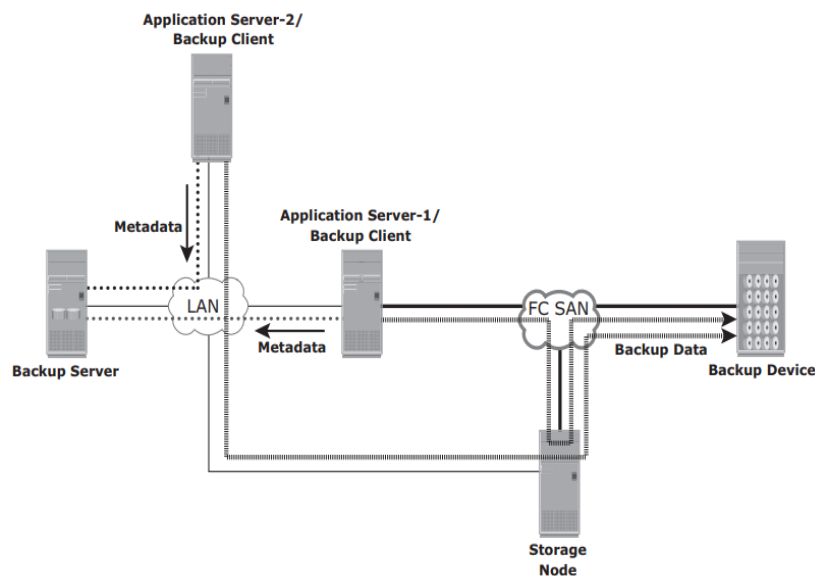 Application Server-2/
Backup Client
Metadata
Application Server-1/
Backup Client
LAN
FC SAN
Metadata
Backup Data
Backup Server
Backup Device
Storage
Node